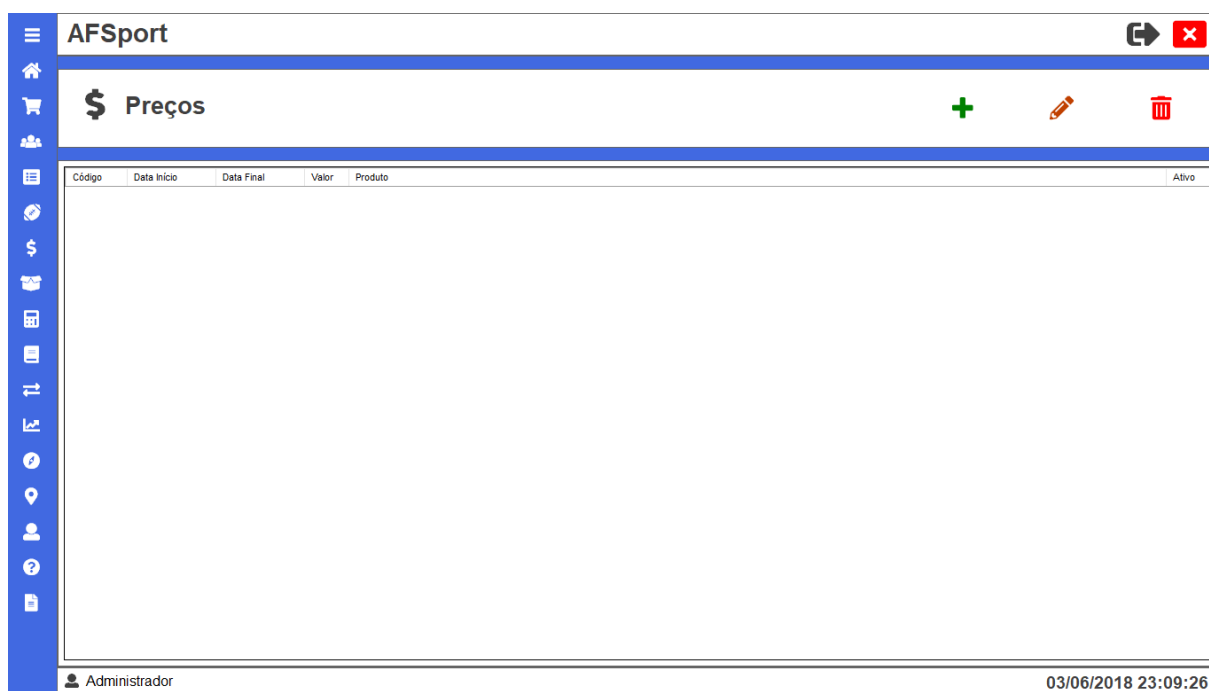 AFSport
Preços
Código Data Início Data Final Valor Produto Ativo
Administrador 03/06/2018 23:09:26